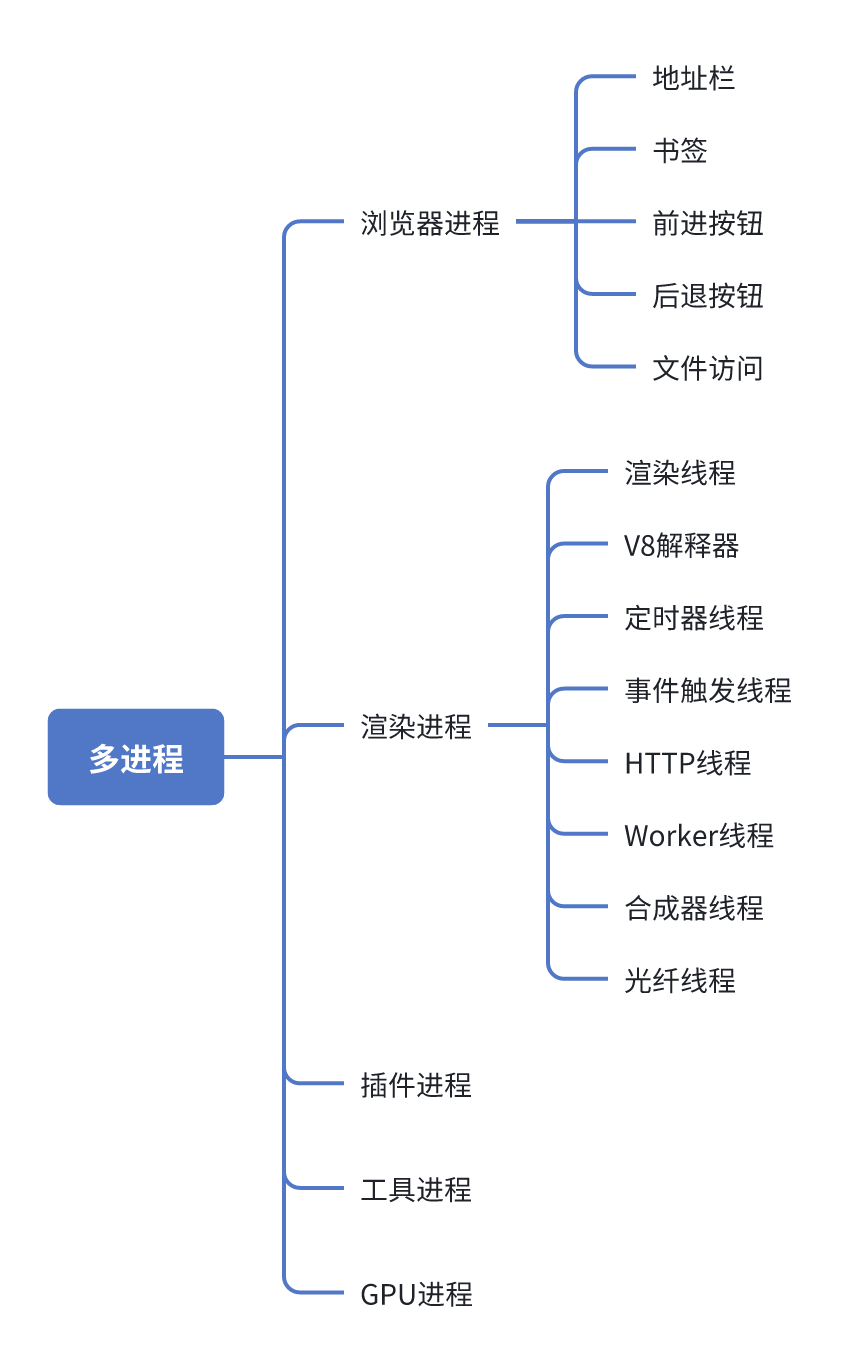 地址栏
书签
浏览器进程
前进按钮
后退按钮
文件访问
渲染线程
V8解释器
定时器线程
事件触发线程
渲染进程
多进程
HTTP线程
Worker线程
合成器线程
光纤线程
插件进程
工具进程
GPU进程